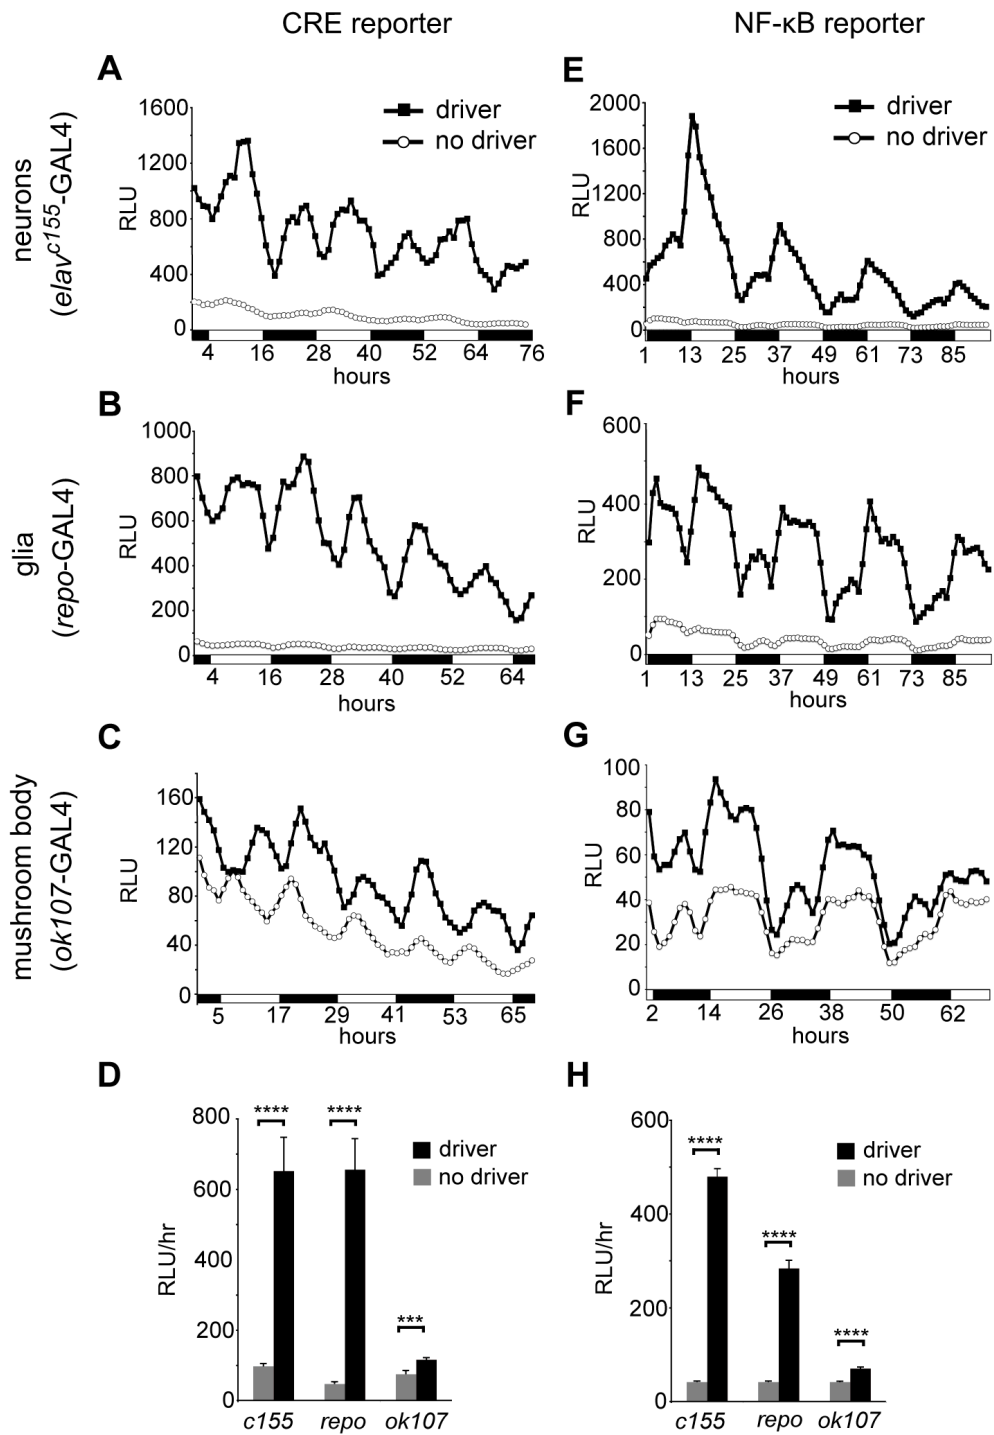 CRE reporter
NF-κB reporter
neurons
(elavc155-GAL4)
A
1600
1200
800
400
0
RLU
driver
no driver
4 16 28 40 52 64 76
hours
E
2000
1600
1200
800
400
0
RLU
driver
no driver
1 13 25 37 49 61 73 85
hours
glia
(repo-GAL4)
B
1000
800
600
400
200
0
RLU
4 16 28 40 52 64
hours
F
600
400
200
0
RLU
1 13 25 37 49 61 73 85
hours
mushroom body
(ok107-GAL4)
C
160
120
80
40
0
RLU
5 17 29 41 53 65
hours
G
100
80
60
40
20
0
RLU
2 14 26 38 50 62
hours
D
800
600
400
200
0
RLU/hr
**** **** ***
driver
no driver
c155 repo ok107
H
600
400
200
0
RLU/hr
**** **** ****
driver
no driver
c155 repo ok107